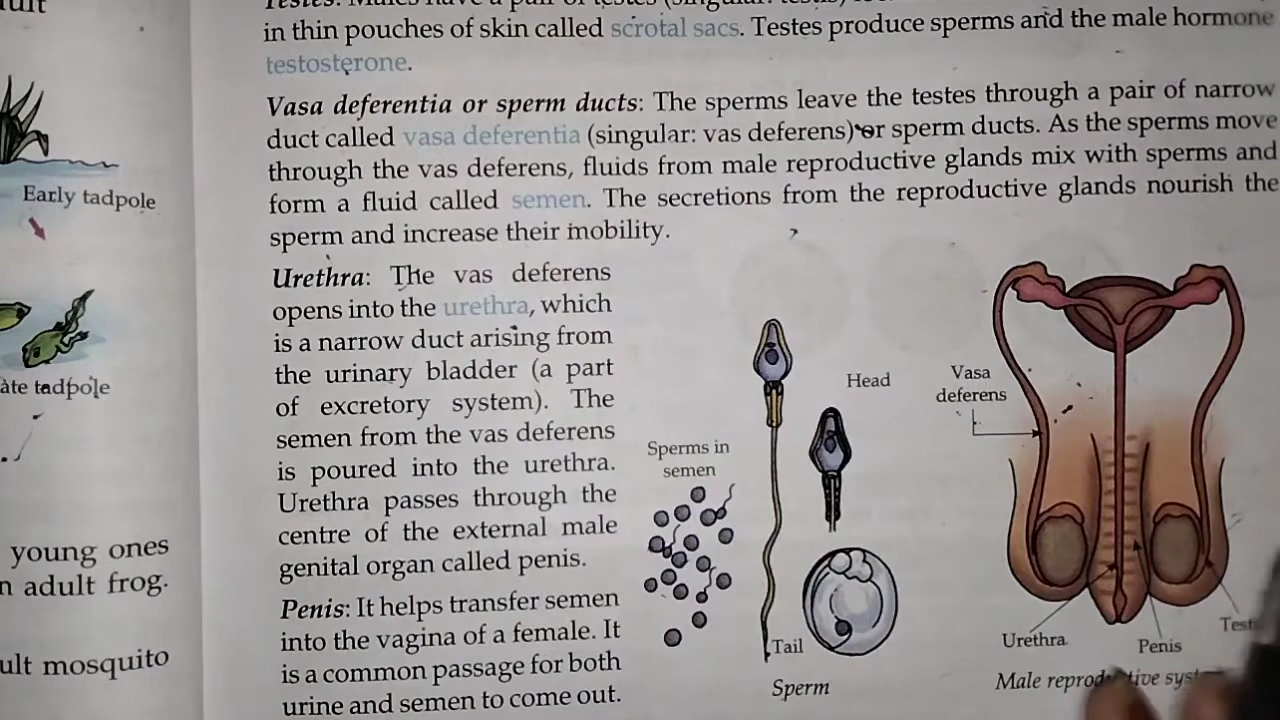 in thin pouches of skin called scrotal sacs. Testes produce sperms and the male hormone
testosterone.
Vasa deferentia or sperm ducts: The sperms leave the testes through a pair of narrow
duct called vasa deferentia (singular: vas deferens) or sperm ducts. As the sperms move
through the vas deferens, fluids from male reproductive glands mix with sperms and
form a fluid called semen. The secretions from the reproductive glands nourish the
sperm and increase their mobility.
Urethra: The vas deferens
opens into the urethra, which
is a narrow duct arising from
the urinary bladder (a part
of excretory system). The
semen from the vas deferens
is poured into the urethra.
Urethra passes through the
centre of the external male
genital organ called penis.
Penis: It helps transfer semen
into the vagina of a female. It
is a common passage for both
urine and semen to come out.
Early tadpole
tadpole
young ones
adult frog.
mosquito
Sperms in
semen
Head
Tail
Sperm
Vasa
deferens
Urethra
Penis
Male